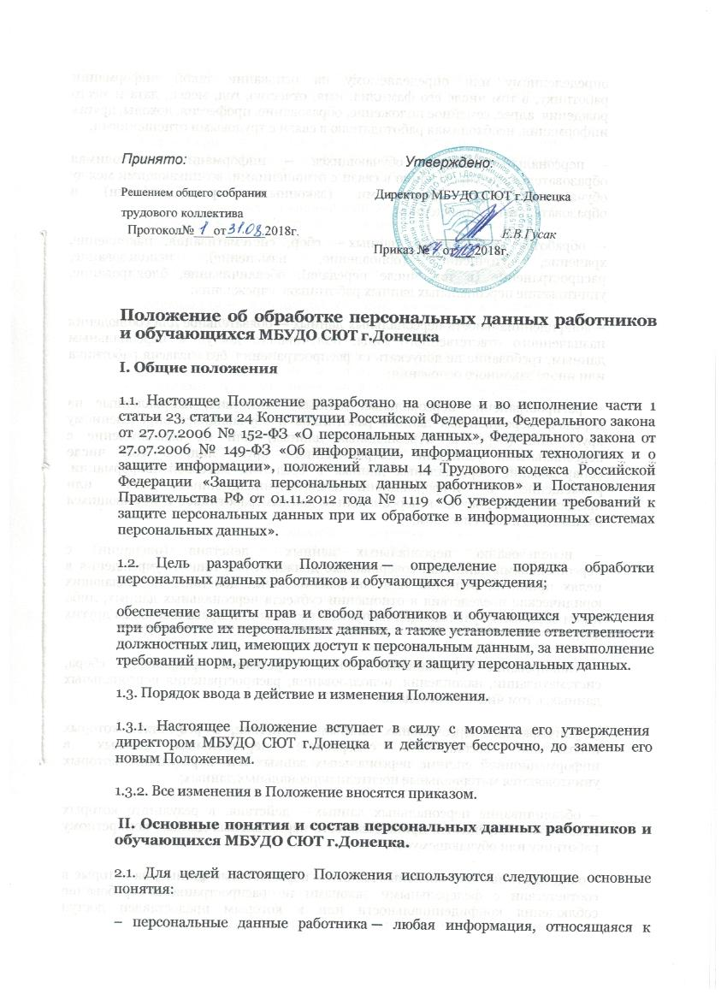 Принято:
Утверждено:
Решением общего собрания
Директор МБУДО СЮТ г.Донецка
трудового коллектива
Протокол№ 1 от 31.08 2018г.
Е.В.Гусак
Приказ № от 2018г.
Положение об обработке персональных данных работников
и обучающихся МБУДО СЮТ г.Донецка
I. Общие положения
1.1. Настоящее Положение разработано на основе и во исполнение части 1
статьи 23, статьи 24 Конституции Российской Федерации, Федерального закона
от 27.07.2006 № 152-ФЗ «О персональных данных», Федерального закона от
27.07.2006 № 149-ФЗ «Об информации, информационных технологиях и о
защите информации», положений главы 14 Трудового кодекса Российской
Федерации «Защита персональных данных работников» и Постановления
Правительства РФ от 01.11.2012 года № 1119 «Об утверждении требований к
защите персональных данных при их обработке в информационных системах
персональных данных».
1.2. Цель разработки Положения — определение порядка обработки
персональных данных работников и обучающихся учреждения;
обеспечение защиты прав и свобод работников и обучающихся учреждения
при обработке их персональных данных, а также установление ответственности
должностных лиц, имеющих доступ к персональным данным, за невыполнение
требований норм, регулирующих обработку и защиту персональных данных.
1.3. Порядок ввода в действие и изменения Положения.
1.3.1. Настоящее Положение вступает в силу с момента его утверждения
директором МБУДО СЮТ г.Донецка и действует бессрочно, до замены его
новым Положением.
1.3.2. Все изменения в Положение вносятся приказом.
II. Основные понятия и состав персональных данных работников и
обучающихся МБУДО СЮТ г.Донецка.
2.1. Для целей настоящего Положения используются следующие основные
понятия:
– персональные данные работника — любая информация, относящаяся к